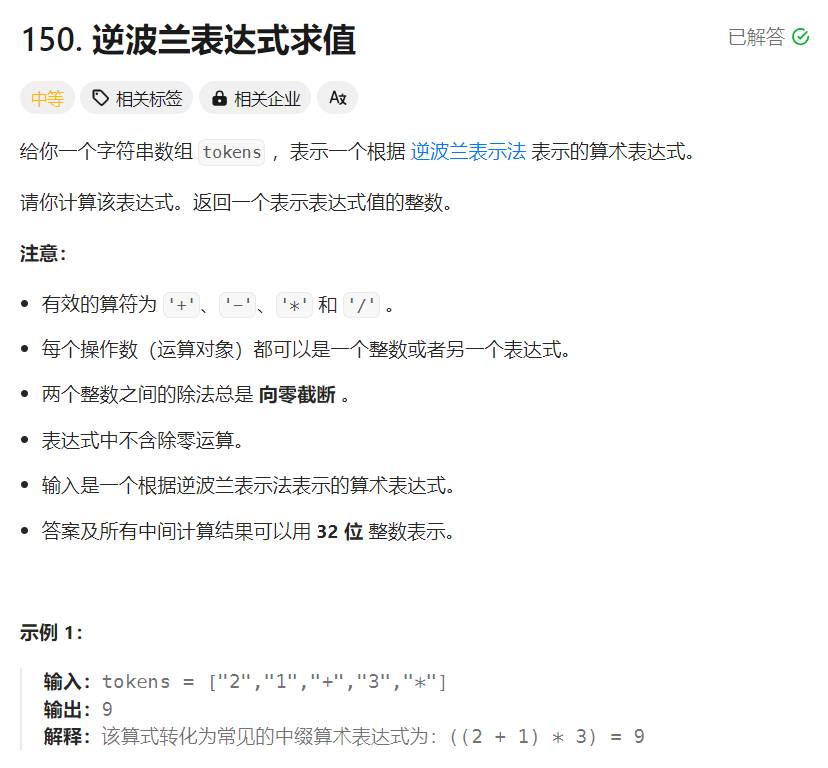 150. 逆波兰表达式求值
已解答
中等 相关标签 相关企业
给你一个字符串数组 tokens ，表示一个根据 逆波兰表示法 表示的算术表达式。
请你计算该表达式。返回一个表示表达式值的整数。
注意：
有效的算符为 '+'、'-'、'*' 和 '/' 。
每个操作数（运算对象）都可以是一个整数或者另一个表达式。
两个整数之间的除法总是 向零截断 。
表达式中不含除零运算。
输入是一个根据逆波兰表示法表示的算术表达式。
答案及所有中间计算结果可以用 32 位 整数表示。
示例 1：
输入：tokens = ["2","1","+","3","*"]
输出：9
解释：该算式转化为常见的中缀算术表达式为：((2 + 1) * 3) = 9